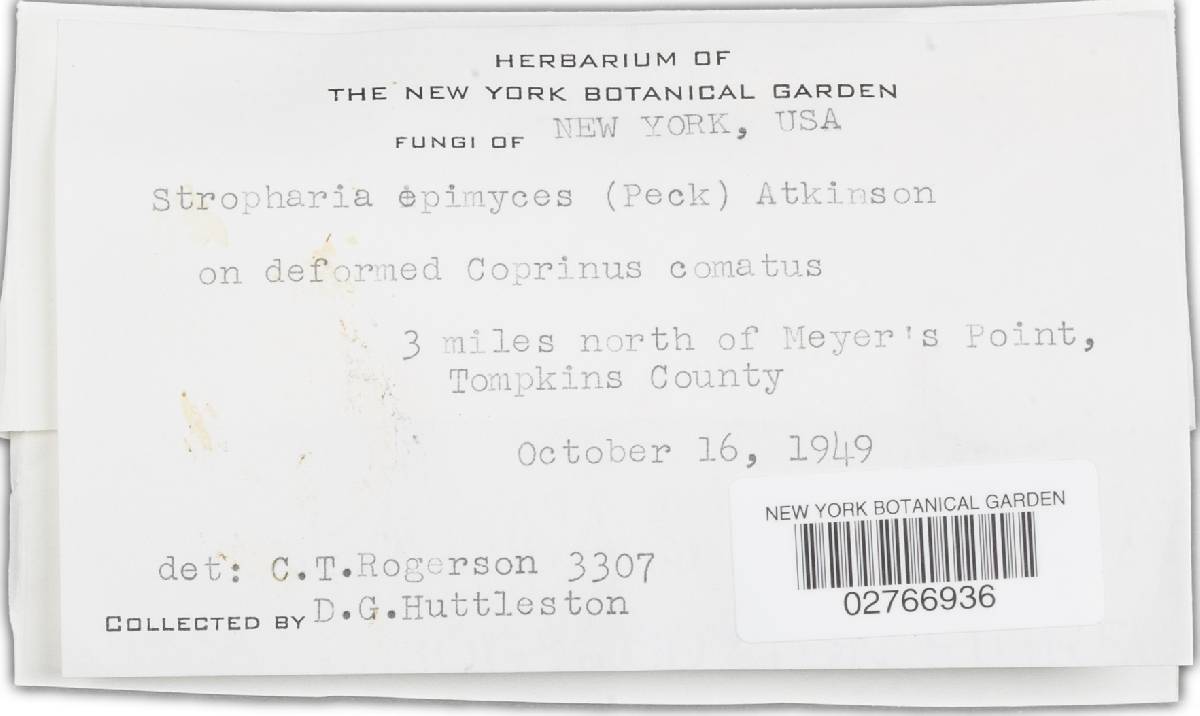 HERBARIUM OF
THE NEW YORK BOTANICAL GARDEN
FUNGI OF NEW YORK, USA
Stropharia epimyces (Peck) Atkinson
on deformed Coprinus comatus
3 miles north of Meyer's Point,
Tompkins County
October 16, 1949
NEW YORK BOTANICAL GARDEN
02766936
det: C.T.Rogerson 3307
COLLECTED BY D.G.Huttleston